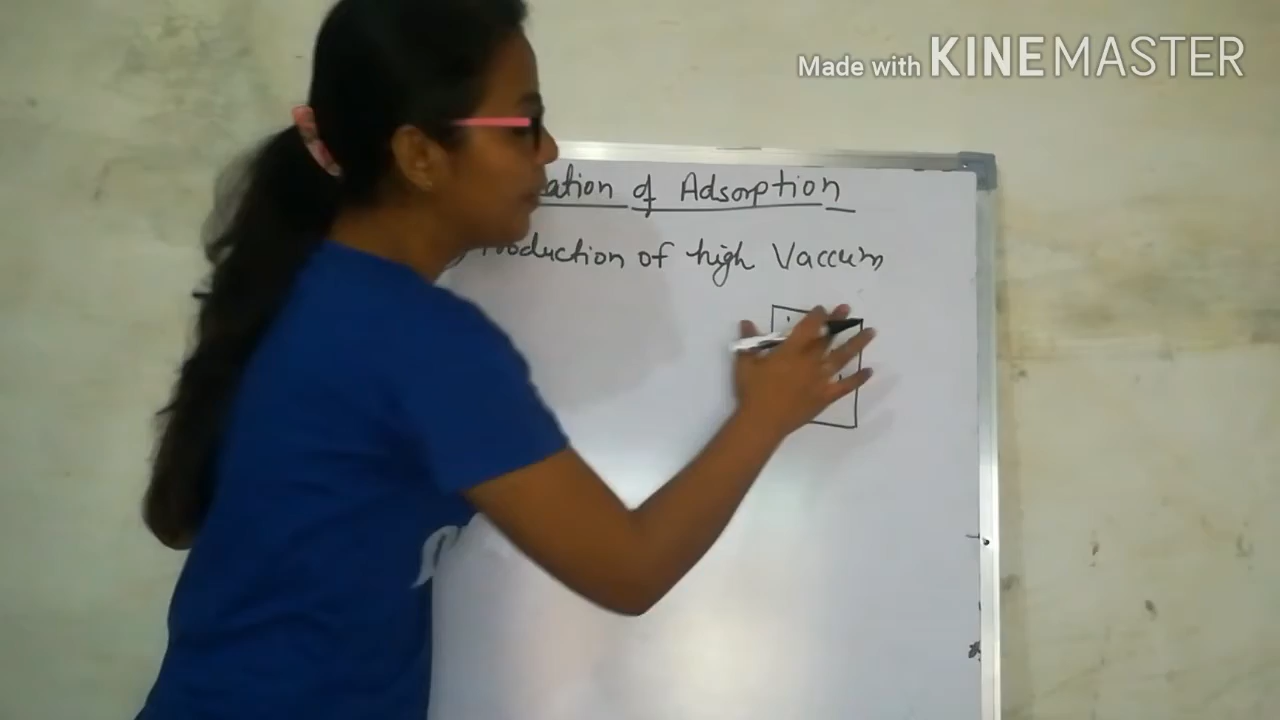 Made with KINEMASTER
ation of Adsorption
roduction of high Vaccum